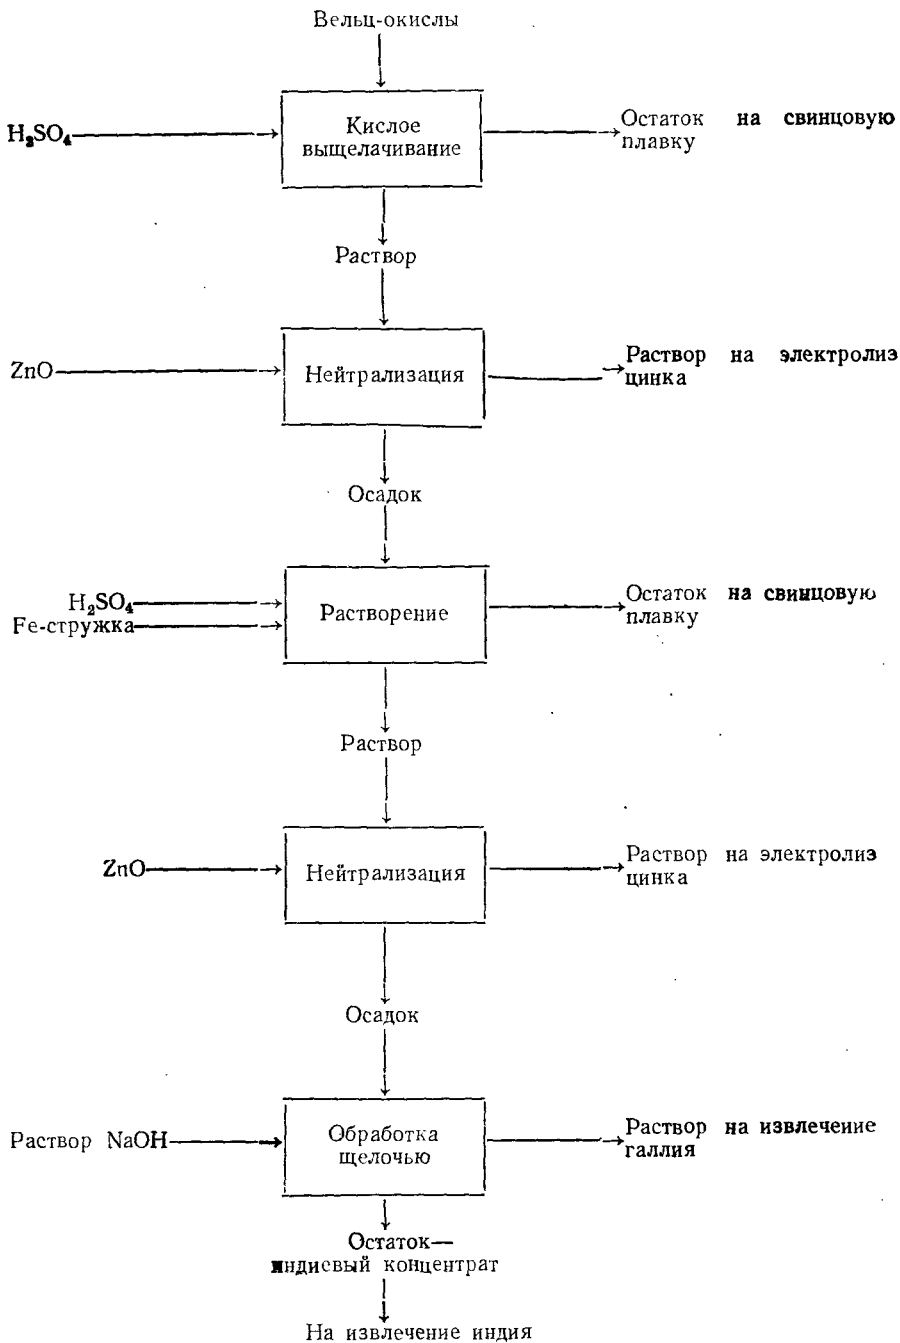 Вельц-окислы
H₂SO₄
Кислое
выщелачивание
Остаток на свинцовую
плавку
Раствор
ZnO
Нейтрализация
Раствор на электролиз
цинка
Осадок
H₂SO₄
Fe-стружка
Растворение
Остаток на свинцовую
плавку
Раствор
ZnO
Нейтрализация
Раствор на электролиз
цинка
Осадок
Раствор NaOH
Обработка
щелочью
Раствор на извлечение
галлия
Остаток—
индиевый концентрат
На извлечение индия